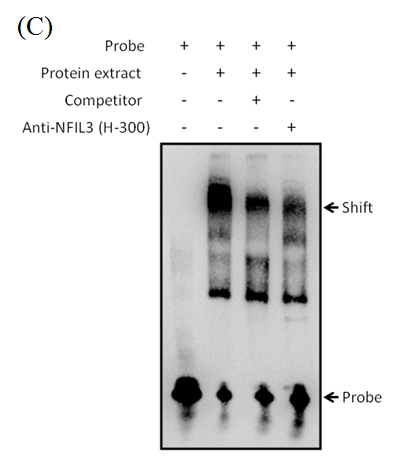 (C)
Probe + + + +
Protein extract - + + +
Competitor - - + -
Anti-NFIL3 (H-300) - - - +
Shift
Probe